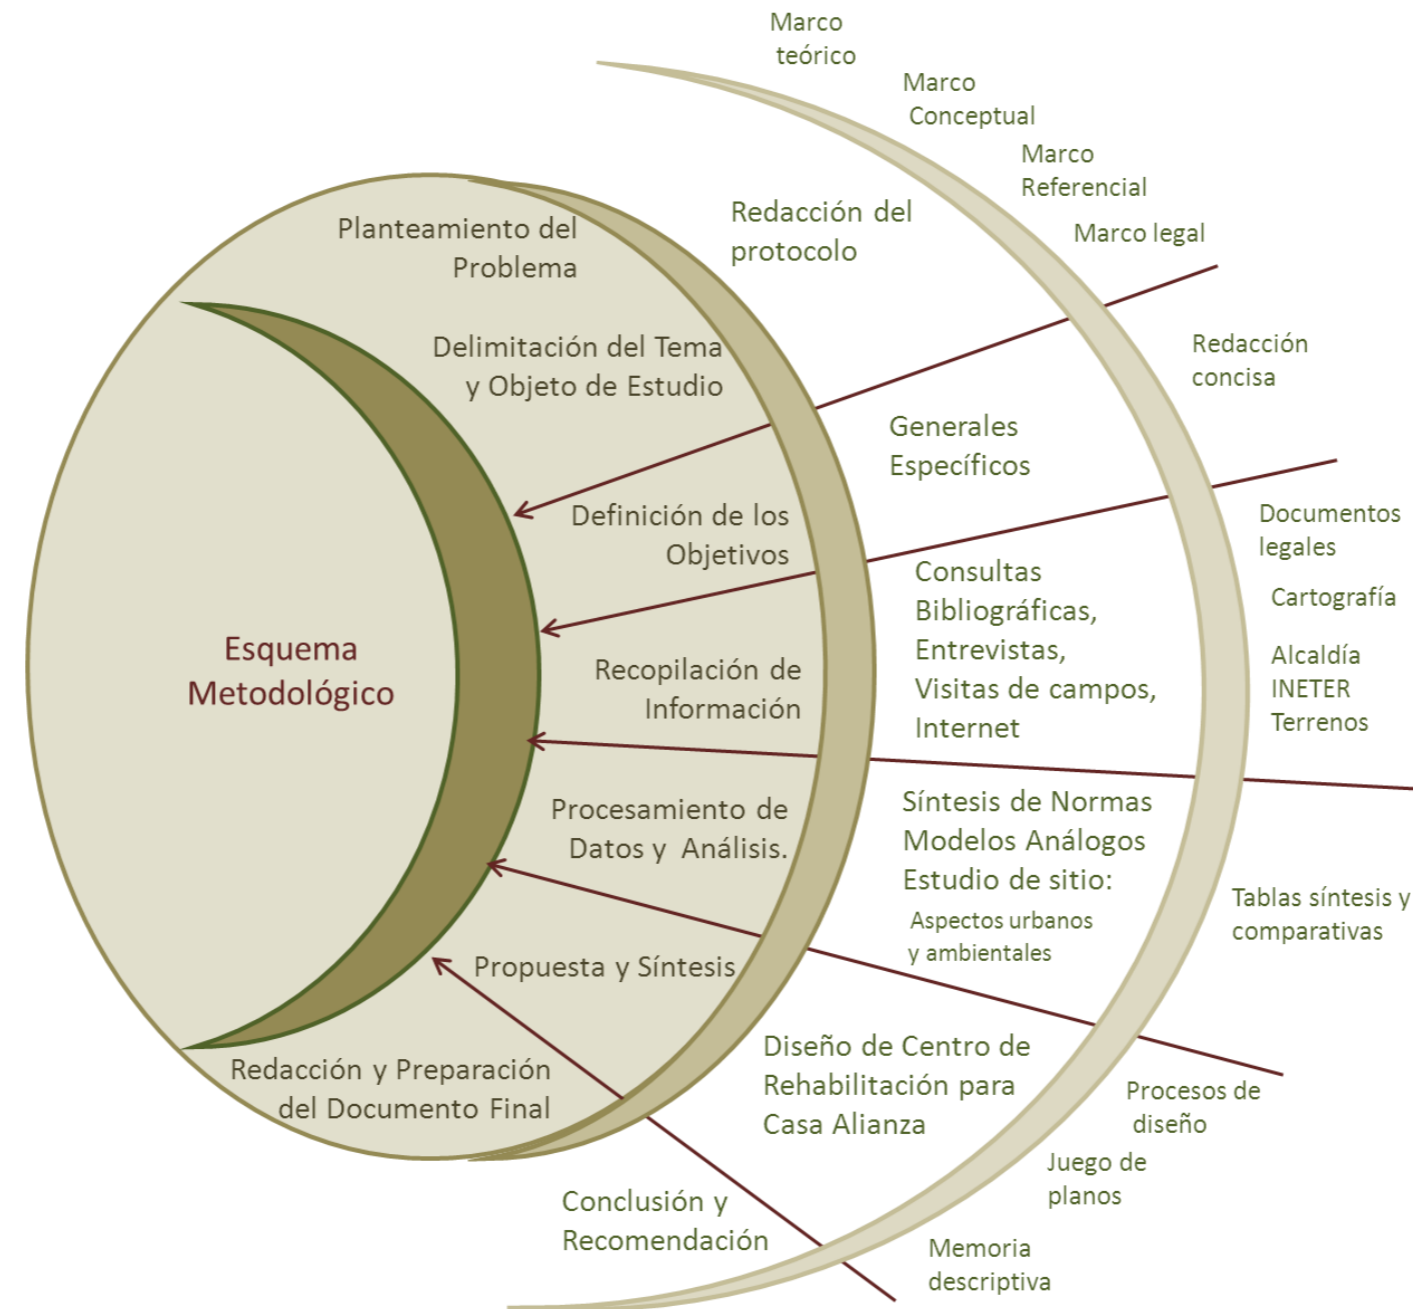 Marco
teórico
Marco
Conceptual
Marco
Referencial
Marco legal
Redacción del
protocolo
Planteamiento del
Problema
Delimitación del Tema
y Objeto de Estudio
Redacción
concisa
Generales
Específicos
Definición de los
Objetivos
Documentos
legales
Cartografía
Alcaldía
INETER
Terrenos
Consultas
Bibliográficas,
Entrevistas,
Visitas de campos,
Internet
Recopilación de
Información
Esquema
Metodológico
Procesamiento de
Datos y Análisis.
Síntesis de Normas
Modelos Análogos
Estudio de sitio:
Aspectos urbanos
y ambientales
Tablas síntesis y
comparativas
Propuesta y Síntesis
Diseño de Centro de
Rehabilitación para
Casa Alianza
Procesos de
diseño
Juego de
planos
Memoria
descriptiva
Redacción y Preparación
del Documento Final
Conclusión y
Recomendación